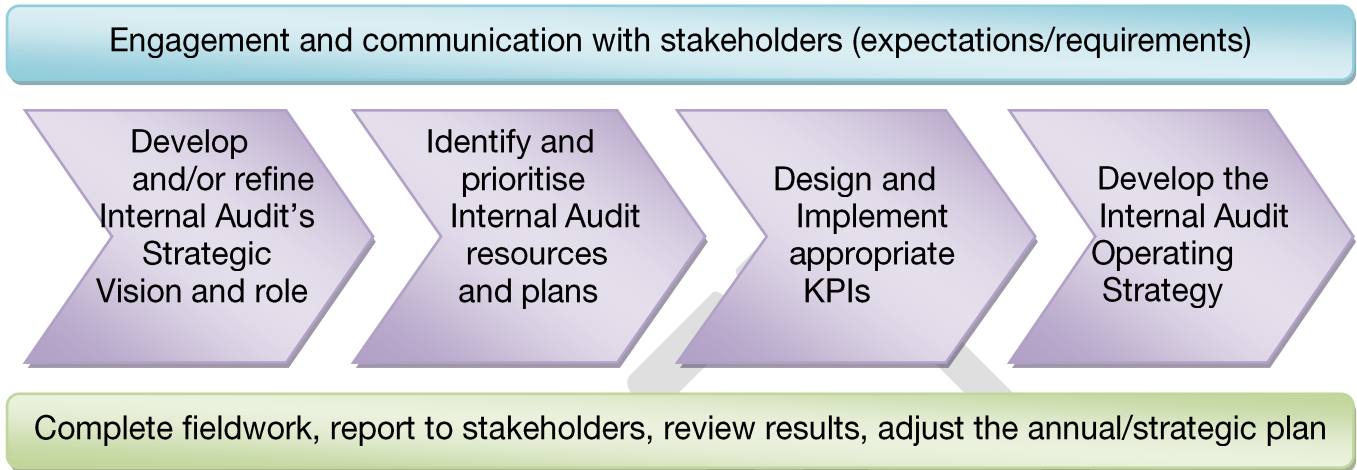 Engagement and communication with stakeholders (expectations/requirements)
Develop
and/or refine
Internal Audit's
Strategic
Vision and role
Identify and
prioritise
Internal Audit
resources
and plans
Design and
Implement
appropriate
KPIs
Develop the
Internal Audit
Operating
Strategy
Complete fieldwork, report to stakeholders, review results, adjust the annual/strategic plan